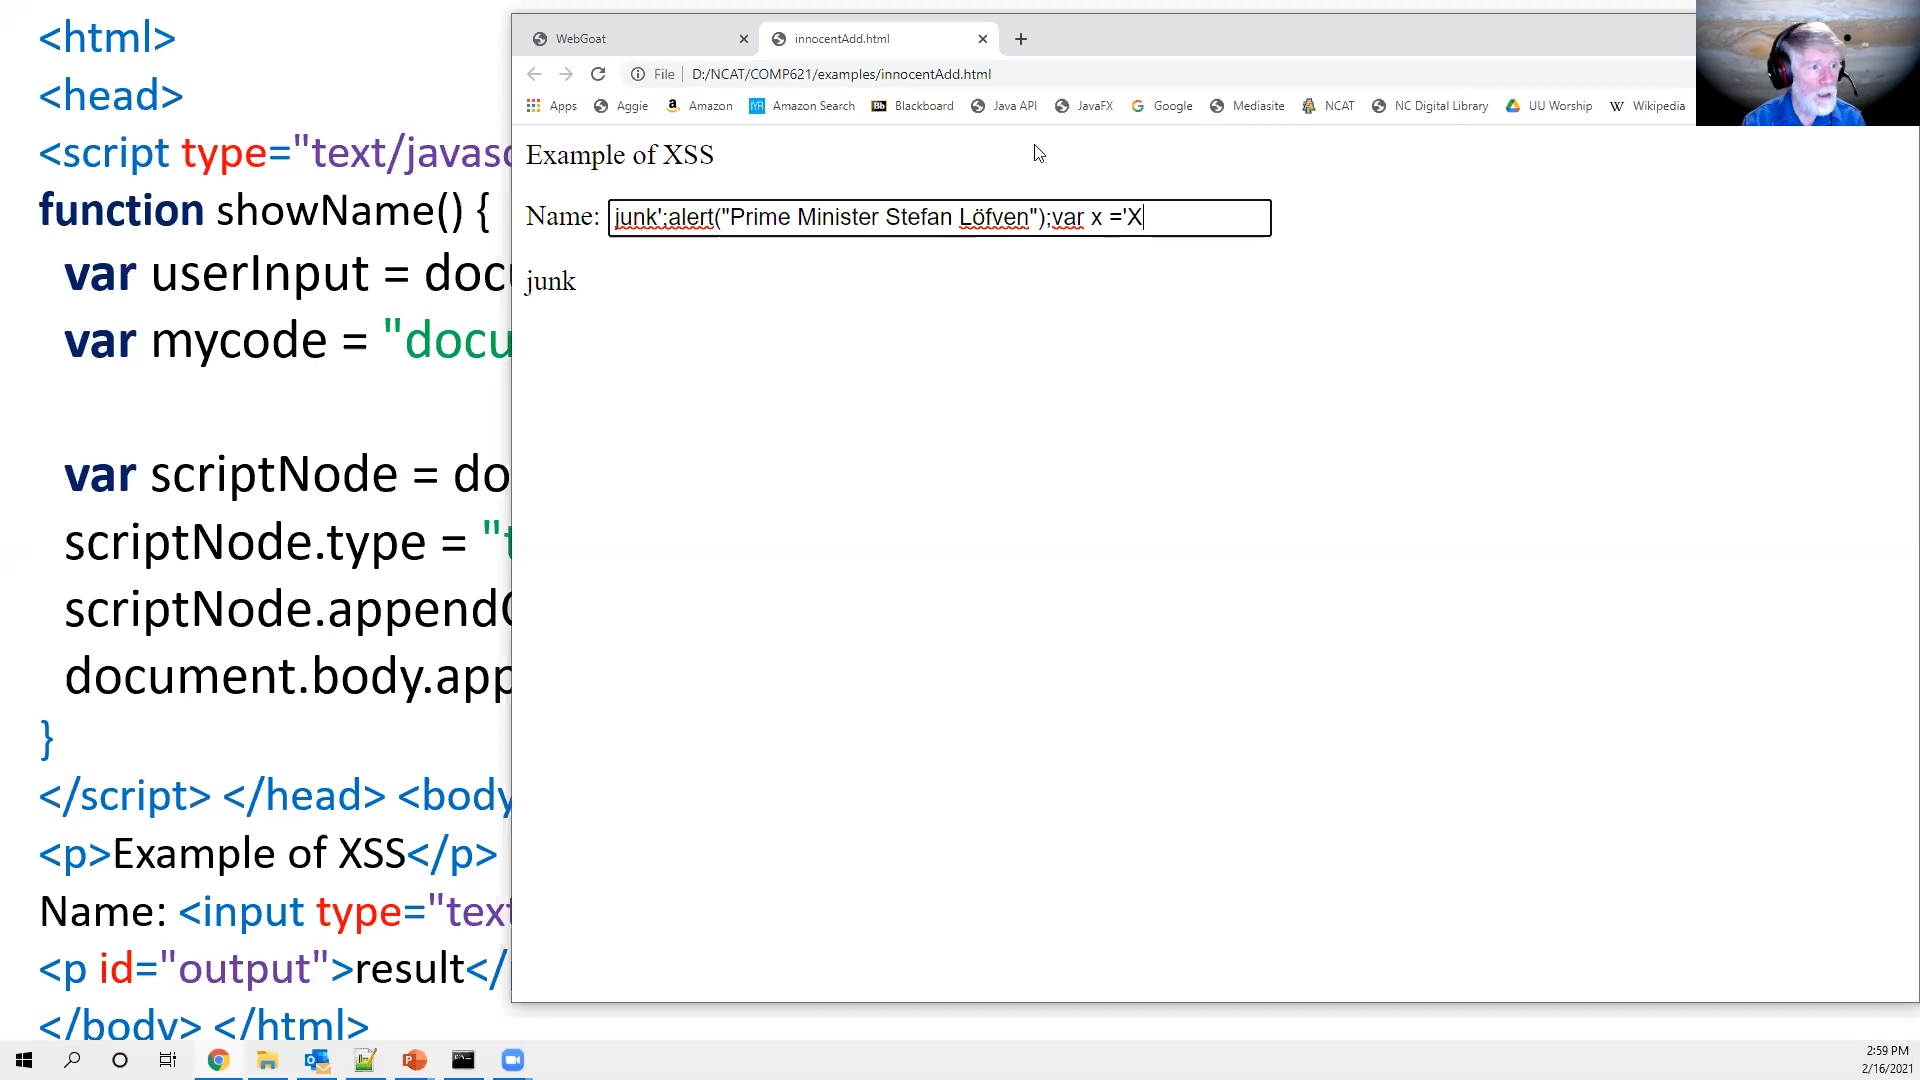 <html>
<head>
<script type="text/javasc
function showName() {
var userInput = docu
var mycode = "docu
var scriptNode = do
scriptNode.type = "t
scriptNode.appendC
document.body.app
}
</script> </head> <body
<p>Example of XSS</p>
Name: <input type="text
<p id="output">result</
</body> </html>
WebGoat
innocentAdd.html
File D:/NCAT/COMP621/examples/innocentAdd.html
Apps Aggie Amazon Amazon Search Blackboard Java API JavaFX Google Mediasite NCAT NC Digital Library UU Worship Wikipedia
Example of XSS
Name: junk';alert("Prime Minister Stefan Löfven");var x ='X
junk
2:59 PM
2/16/2021